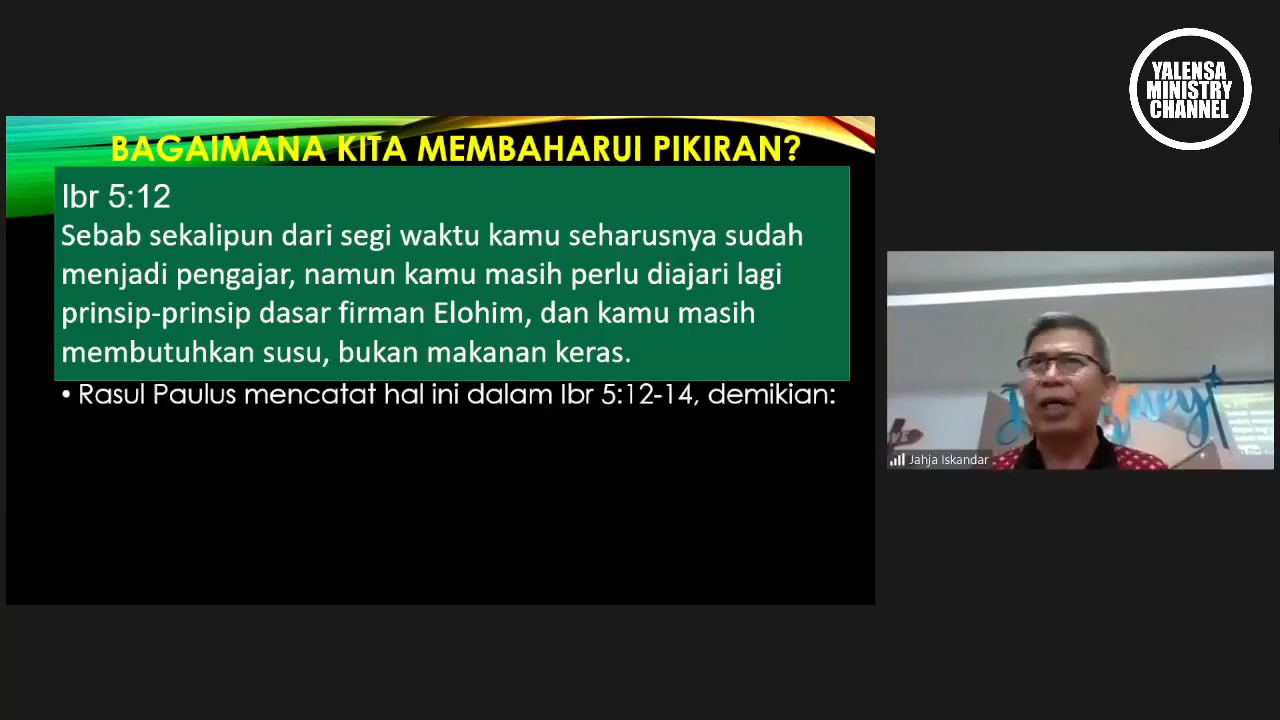 YALENSA
MINISTRY
CHANNEL
BAGAIMANA KITA MEMBAHARUI PIKIRAN?
Ibr 5:12
Sebab sekalipun dari segi waktu kamu seharusnya sudah
menjadi pengajar, namun kamu masih perlu diajari lagi
prinsip-prinsip dasar firman Elohim, dan kamu masih
membutuhkan susu, bukan makanan keras.
• Rasul Paulus mencatat hal ini dalam Ibr 5:12-14, demikian:
Jahja Iskandar